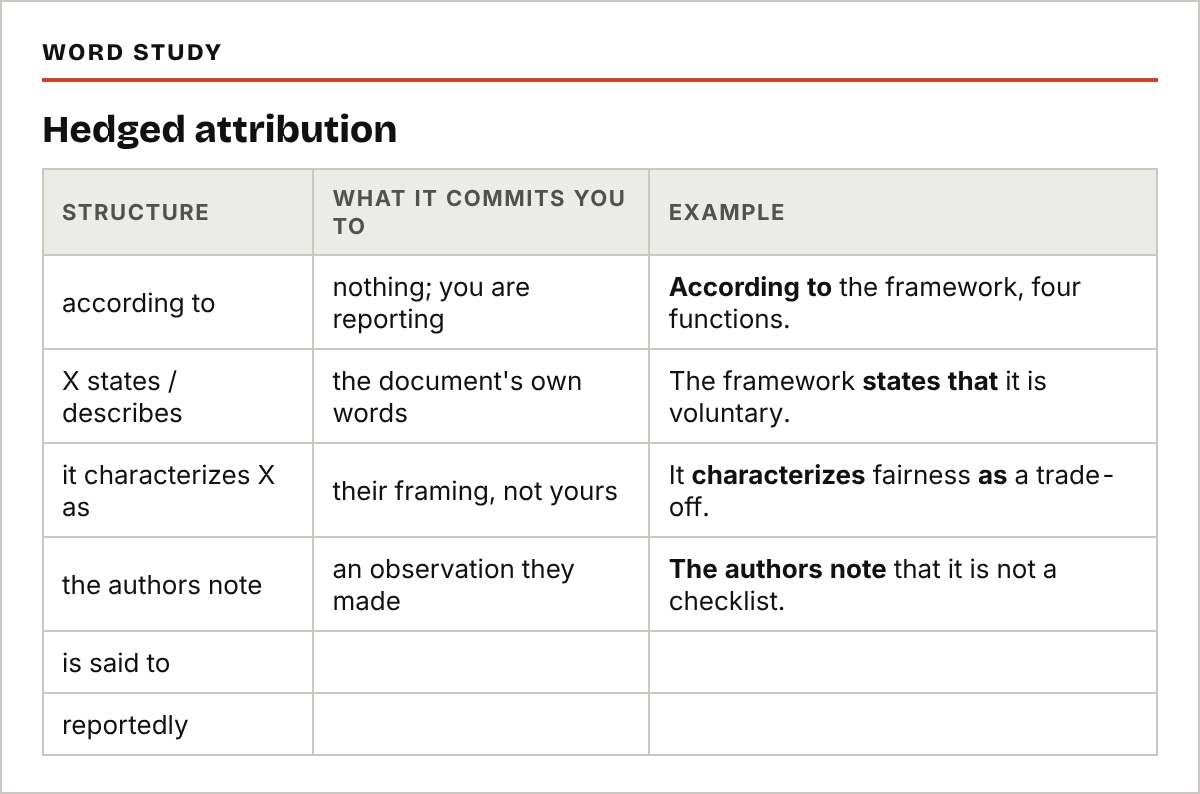 WORD STUDY
Hedged attribution
STRUCTURE
WHAT IT COMMITS YOU
TO
EXAMPLE
according to
nothing; you are
reporting
According to the framework, four
functions.
X states /
describes
the document's own
words
The framework states that it is
voluntary.
it characterizes X
as
their framing, not yours
It characterizes fairness as a trade-
off.
the authors note
an observation they
made
The authors note that it is not a
checklist.
is said to
reportedly